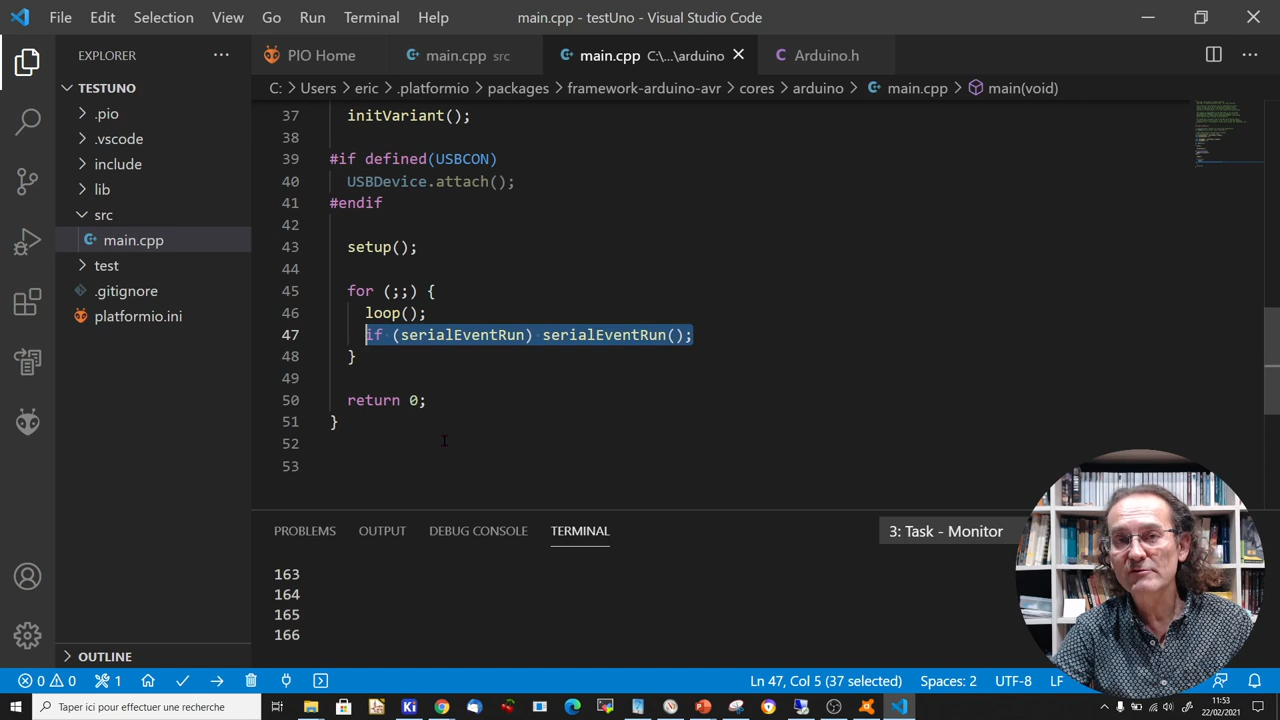 File Edit Selection View Go Run Terminal Help main.cpp - testUno - Visual Studio Code
EXPLORER ··· PIO Home main.cpp src main.cpp C:\...\arduino Arduino.h ···
TESTUNO
C: > Users > eric > .platformio > packages > framework-arduino-avr > cores > arduino > main.cpp > main(void)
.pio
.vscode
include
lib
src
main.cpp
test
.gitignore
platformio.ini
OUTLINE
37 initVariant();
38
39 #if defined(USBCON)
40 USBDevice.attach();
41 #endif
42
43 setup();
44
45 for (;;) {
46 loop();
47 if (serialEventRun) serialEventRun();
48 }
49
50 return 0;
51 }
52
53
PROBLEMS OUTPUT DEBUG CONSOLE TERMINAL 3: Task - Monitor
163
164
165
166
0 0 1 Ln 47, Col 5 (37 selected) Spaces: 2 UTF-8 LF
Taper ici pour effectuer une recherche Ki 11:53
22/02/2021